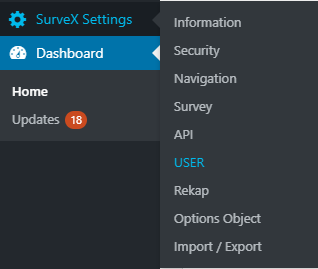 SurveX Settings
Dashboard
Home
Updates 18
Information
Security
Navigation
Survey
API
USER
Rekap
Options Object
Import / Export